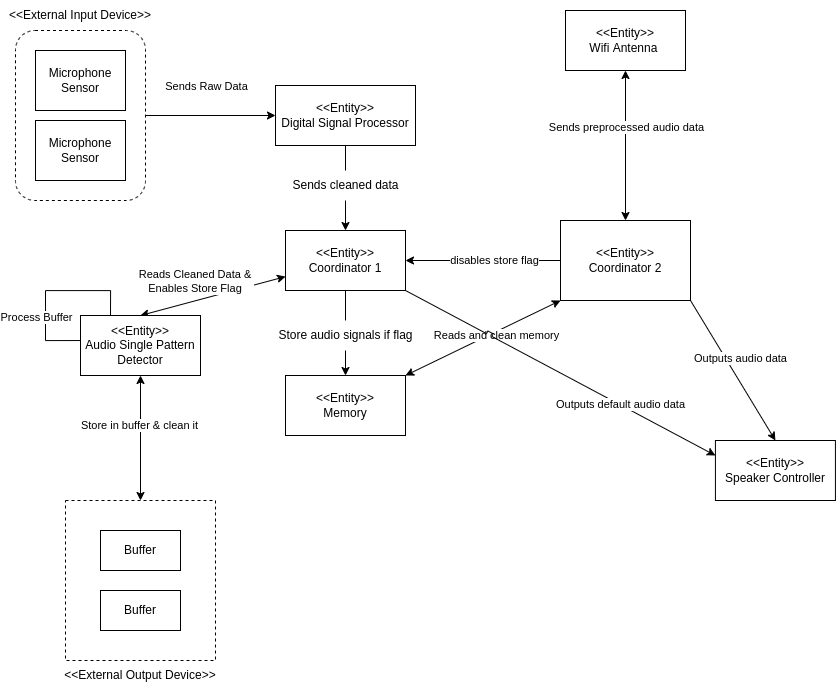 <<External Input Device>>
Microphone
Sensor
Microphone
Sensor
Sends Raw Data
<<Entity>>
Digital Signal Processor
<<Entity>>
Wifi Antenna
Sends preprocessed audio data
Sends cleaned data
<<Entity>>
Coordinator 1
disables store flag
<<Entity>>
Coordinator 2
Reads Cleaned Data &
Enables Store Flag
Process Buffer
<<Entity>>
Audio Single Pattern
Detector
Store audio signals if flag
Reads and clean memory
Outputs audio data
<<Entity>>
Memory
Outputs default audio data
Store in buffer & clean it
<<Entity>>
Speaker Controller
Buffer
Buffer
<<External Output Device>>